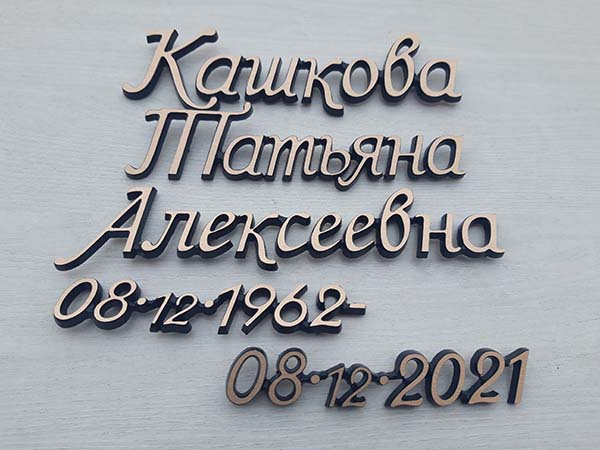 Кашкова
Татьяна
Алексеевна
08·12·1962-
08·12·2021